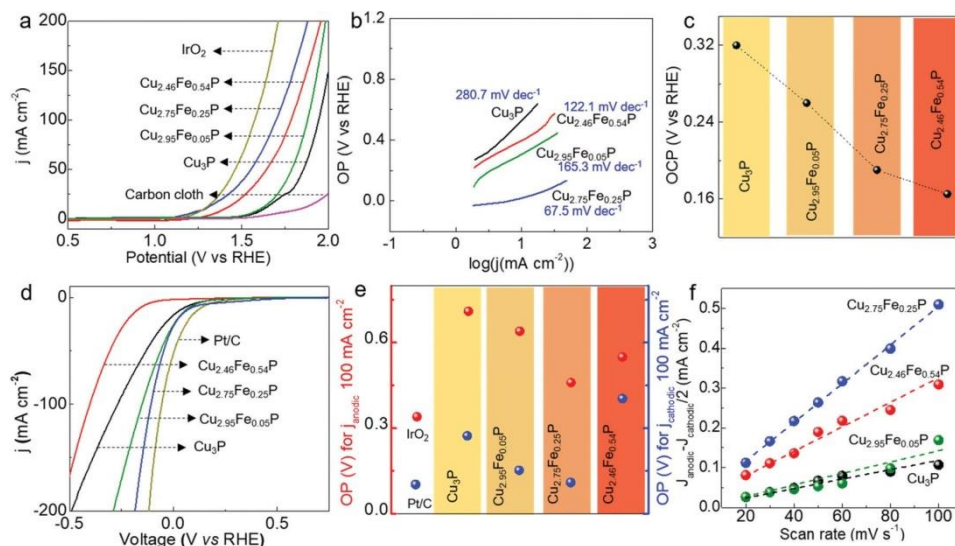 a
j (mA cm⁻²)
200
150
100
50
0
IrO₂
Cu₂.₄₆Fe₀.₅₄P
Cu₂.₇₅Fe₀.₂₅P
Cu₂.₉₅Fe₀.₀₅P
Cu₃P
Carbon cloth
0.5 1.0 1.5 2.0
Potential (V vs RHE)
b
OP (V vs RHE)
1.2
0.8
0.4
0.0
280.7 mV dec⁻¹
Cu₃P
122.1 mV dec⁻¹
Cu₂.₄₆Fe₀.₅₄P
Cu₂.₉₅Fe₀.₀₅P
165.3 mV dec⁻¹
Cu₂.₇₅Fe₀.₂₅P
67.5 mV dec⁻¹
-1 0 1 2 3
log(j(mA cm⁻²))
c
OCP (V vs RHE)
0.32
0.24
0.16
Cu₃P
Cu₂.₉₅Fe₀.₀₅P
Cu₂.₇₅Fe₀.₂₅P
Cu₂.₄₆Fe₀.₅₄P
d
j (mA cm⁻²)
0
-100
-200
Pt/C
Cu₂.₄₆Fe₀.₅₄P
Cu₂.₇₅Fe₀.₂₅P
Cu₂.₉₅Fe₀.₀₅P
Cu₃P
-0.5 0.0 0.5
Voltage (V vs RHE)
e
OP (V) for j_anodic 100 mA cm⁻²
0.6
0.3
0.0
IrO₂
Pt/C
Cu₃P
Cu₂.₉₅Fe₀.₀₅P
Cu₂.₇₅Fe₀.₂₅P
Cu₂.₄₆Fe₀.₅₄P
OP (V) for j_cathodic 100 mA cm⁻²
f
J_anodic-J_cathodic/2 (mA cm⁻²)
0.5
0.4
0.3
0.2
0.1
0.0
Cu₂.₇₅Fe₀.₂₅P
Cu₂.₄₆Fe₀.₅₄P
Cu₂.₉₅Fe₀.₀₅P
Cu₃P
20 40 60 80 100
Scan rate (mV s⁻¹)